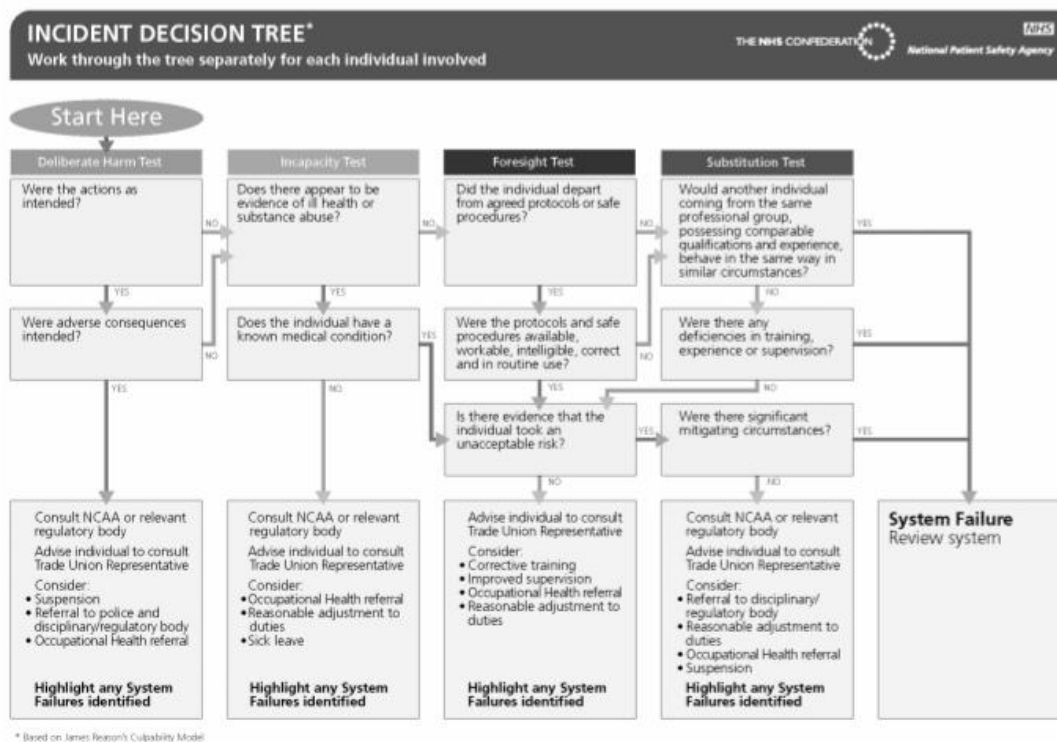 INCIDENT DECISION TREE*
Work through the tree separately for each individual involved
THE NHS CONFEDERATION
NHS
National Patient Safety Agency
Start Here
Deliberate Harm Test
Were the actions as
intended?
NO
YES
Were adverse consequences
intended?
NO
YES
Consult NCAA or relevant
regulatory body
Advise individual to consult
Trade Union Representative
Consider:
• Suspension
• Referral to police and
disciplinary/regulatory body
• Occupational Health referral
Highlight any System
Failures identified
Incapacity Test
Does there appear to be
evidence of ill health or
substance abuse?
NO
YES
Does the individual have a
known medical condition?
YES
NO
Consult NCAA or relevant
regulatory body
Advise individual to consult
Trade Union Representative
Consider:
• Occupational Health referral
• Reasonable adjustment to
duties
• Sick leave
Highlight any System
Failures identified
Foresight Test
Did the individual depart
from agreed protocols or safe
procedures?
NO
YES
Were the protocols and safe
procedures available,
workable, intelligible, correct
and in routine use?
NO
YES
Is there evidence that the
individual took an
unacceptable risk?
YES
NO
Advise individual to consult
Trade Union Representative
Consider:
• Corrective training
• Improved supervision
• Occupational Health referral
• Reasonable adjustment to
duties
Highlight any System
Failures identified
Substitution Test
Would another individual
coming from the same
professional group,
possessing comparable
qualifications and experience,
behave in the same way in
similar circumstances?
YES
NO
Were there any
deficiencies in training,
experience or supervision?
YES
NO
Were there significant
mitigating circumstances?
YES
NO
Consult NCAA or relevant
regulatory body
Advise individual to consult
Trade Union Representative
Consider:
• Referral to disciplinary/
regulatory body
• Reasonable adjustment to
duties
• Occupational Health referral
• Suspension
Highlight any System
Failures identified
System Failure
Review system
* Based on James Reason's Culpability Model